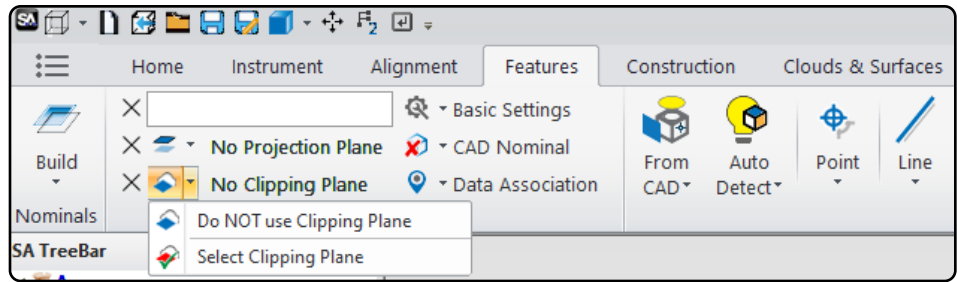 SA 2
Home Instrument Alignment Features Construction Clouds & Surfaces
Basic Settings
No Projection Plane CAD Nominal
No Clipping Plane Data Association
Build From CAD Auto Detect Point Line
Nominals
Do NOT use Clipping Plane
SA TreeBar
Select Clipping Plane